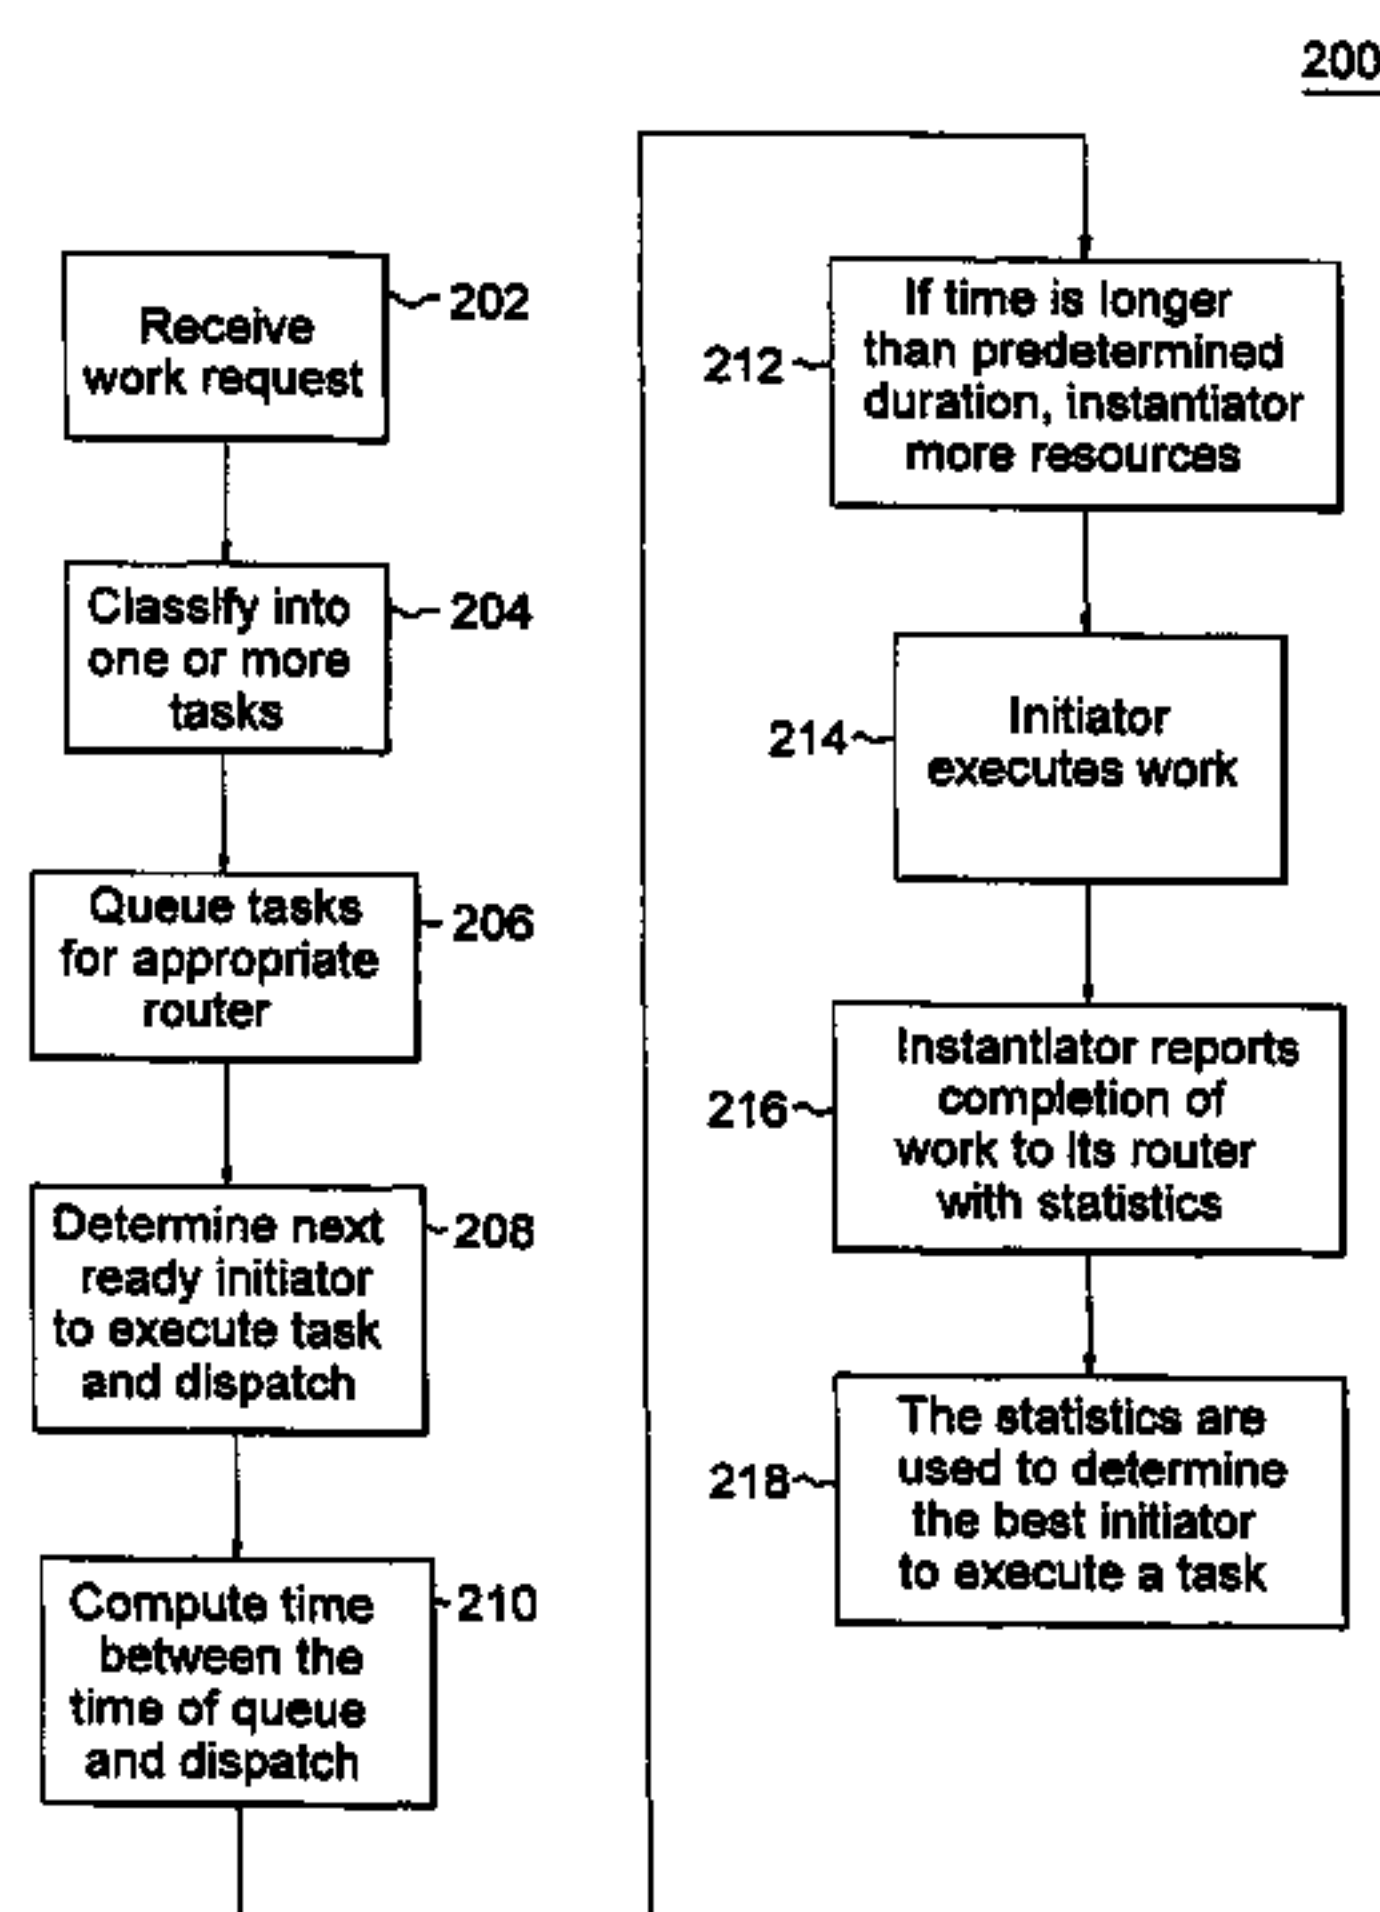 200
Receive
work request
202
Classify into
one or more
tasks
204
Queue tasks
for appropriate
router
206
Determine next
ready initiator
to execute task
and dispatch
208
Compute time
between the
time of queue
and dispatch
210
If time is longer
than predetermined
duration, instantiator
more resources
212
Initiator
executes work
214
Instantiator reports
completion of
work to its router
with statistics
216
The statistics are
used to determine
the best initiator
to execute a task
218